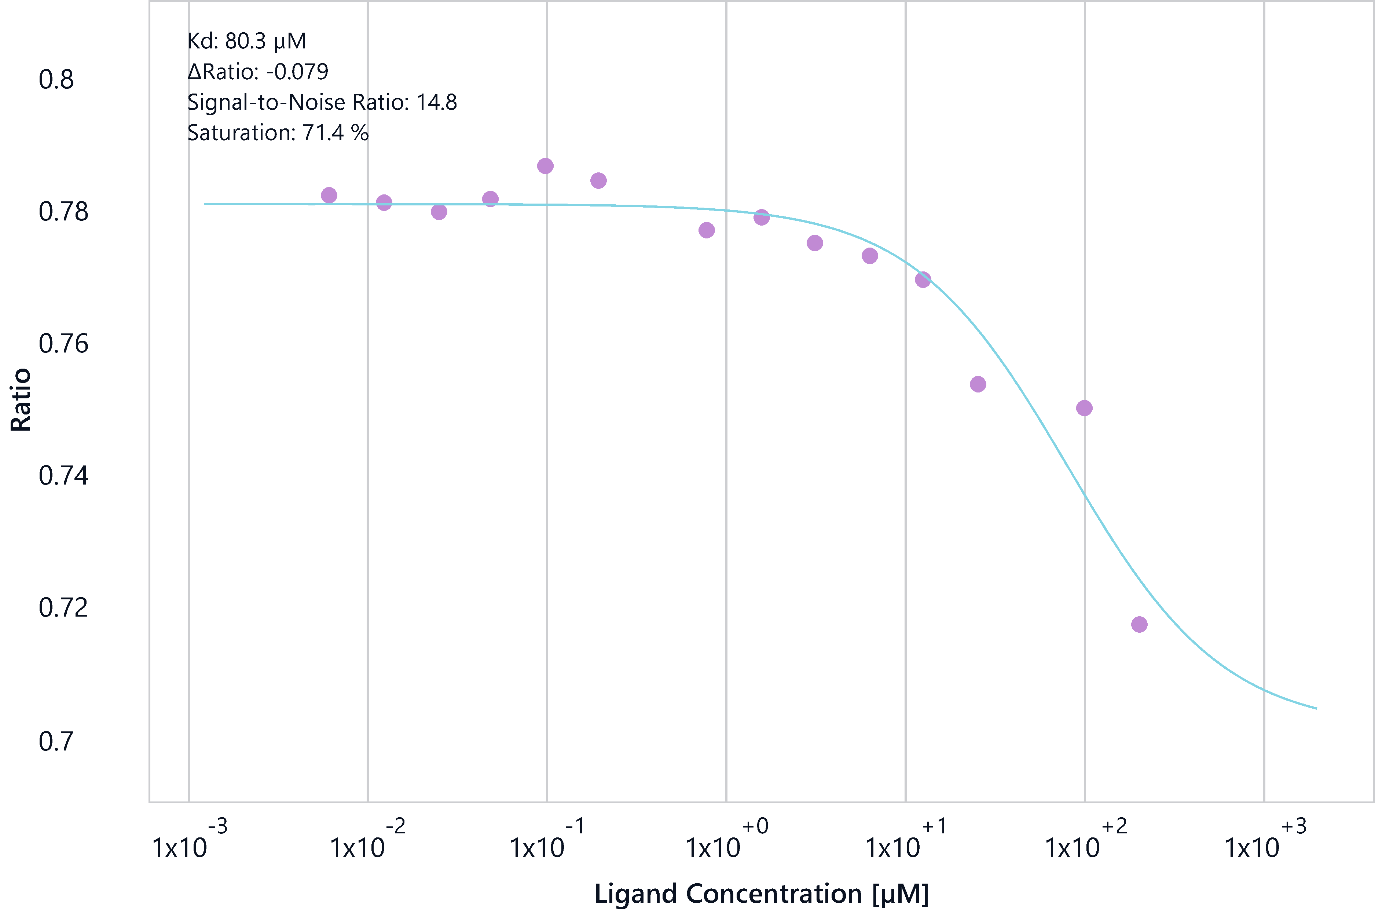 Kd: 80.3 µM
ΔRatio: -0.079
Signal-to-Noise Ratio: 14.8
Saturation: 71.4 %
0.8
0.78
0.76
0.74
0.72
0.7
Ratio
1x10-3 1x10-2 1x10-1 1x10+0 1x10+1 1x10+2 1x10+3
Ligand Concentration [µM]